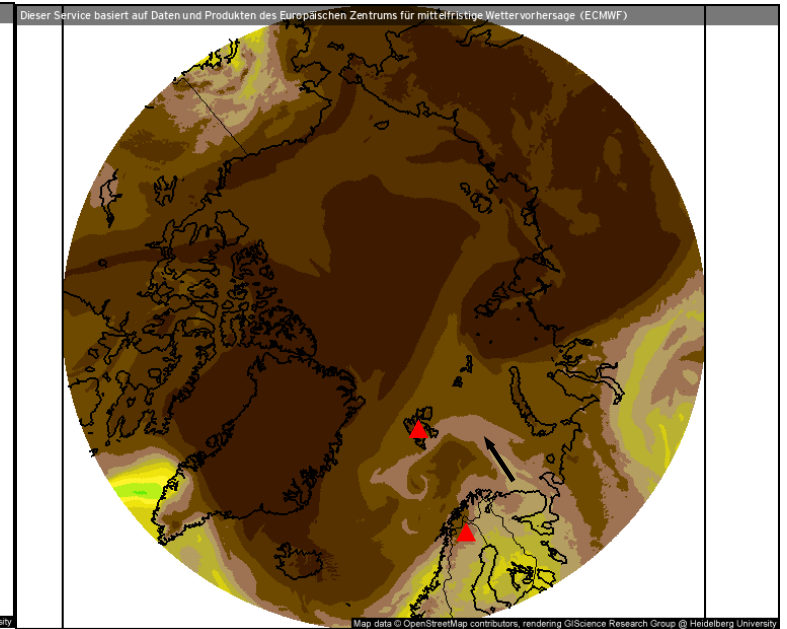 Dieser Service basiert auf Daten und Produkten des Europäischen Zentrums für mittelfristige Wettervorhersage (ECMWF)
sity
Map data © OpenStreetMap contributors, rendering GIScience Research Group @ Heidelberg University